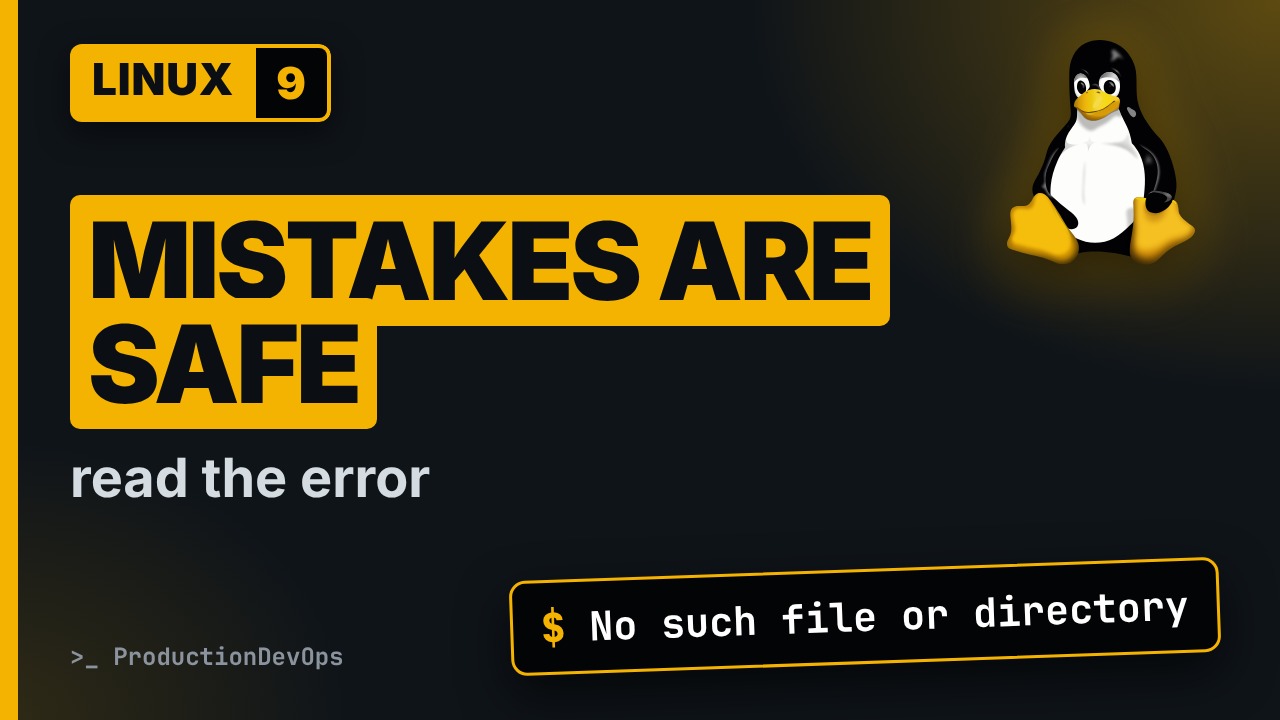 LINUX 9
MISTAKES ARE
SAFE
read the error
$ No such file or directory
>_ ProductionDevOps